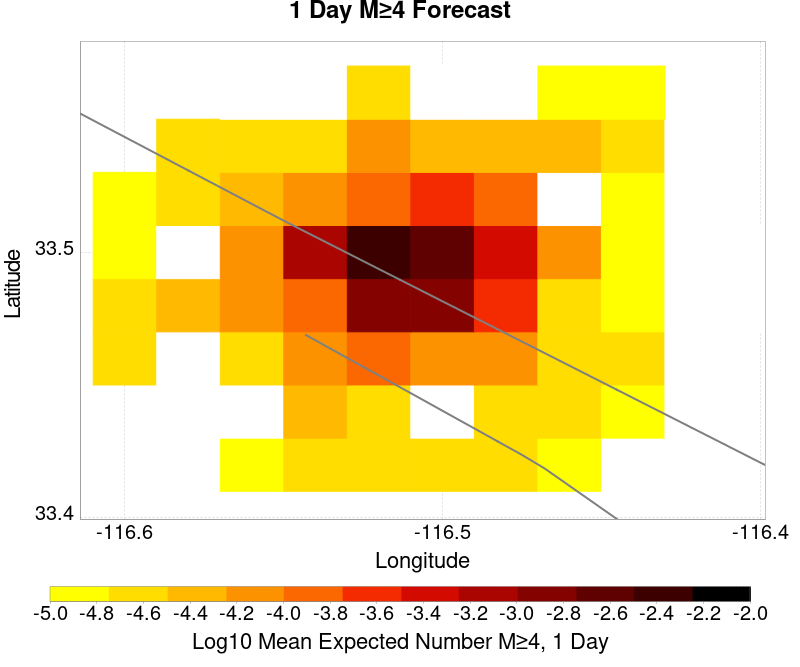 1 Day M≥4 Forecast
Latitude
33.5
33.4
-116.6 -116.5 -116.4
Longitude
-5.0 -4.8 -4.6 -4.4 -4.2 -4.0 -3.8 -3.6 -3.4 -3.2 -3.0 -2.8 -2.6 -2.4 -2.2 -2.0
Log10 Mean Expected Number M≥4, 1 Day